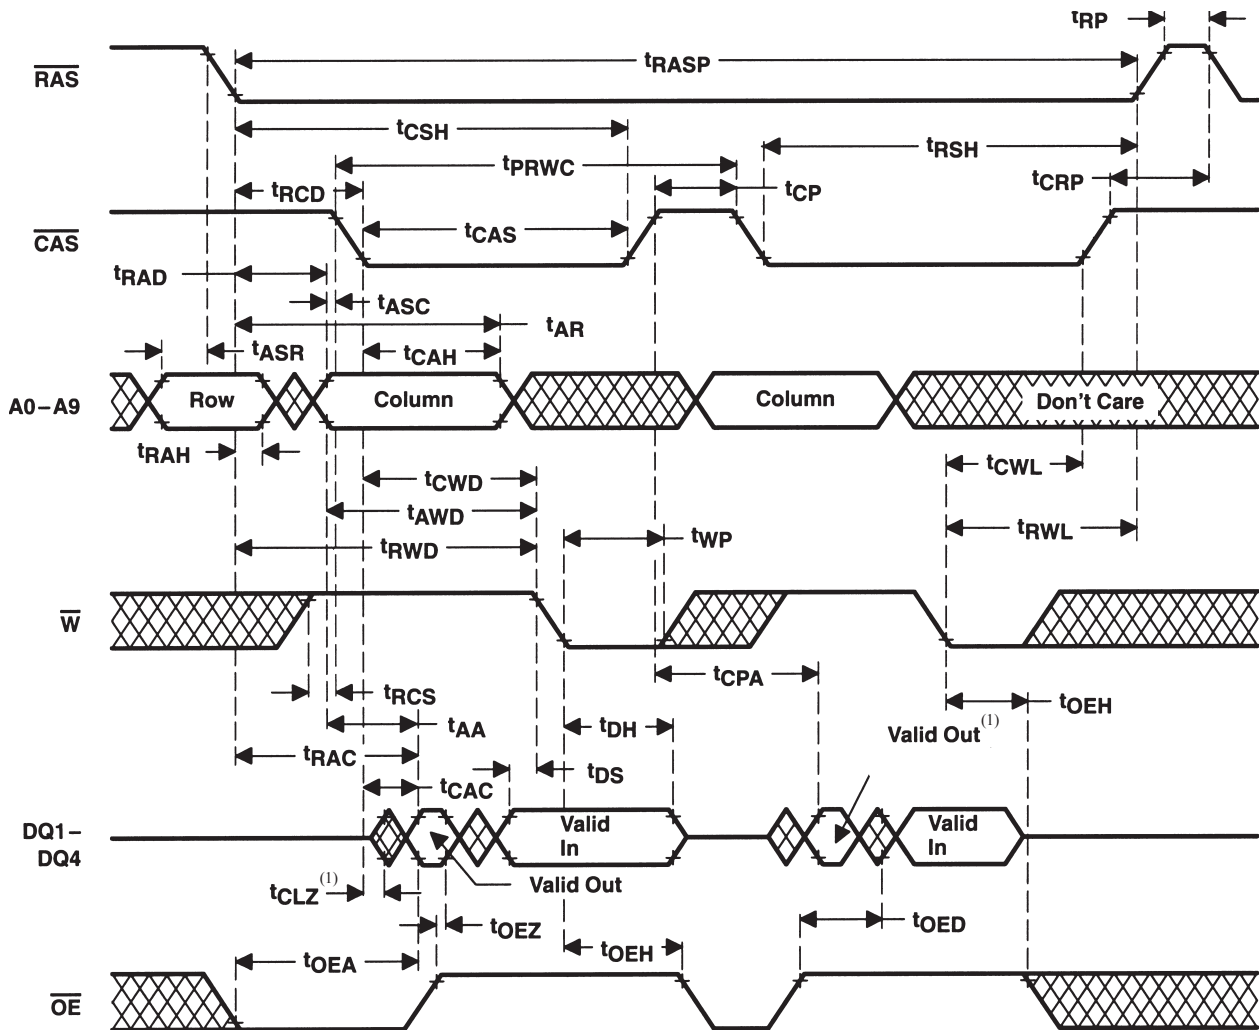 tRP
RAS
tRASP
tCSH
tRSH
tPRWC
tCRP
tRCD
tCP
CAS
tCAS
tRAD
tASC
tAR
tASR
tCAH
A0–A9
Row
Column
Column
Don't Care
tRAH
tCWD
tCWL
tAWD
tRWD
tWP
tRWL
W
tCPA
tRCS
tOEH
tAA
tDH
Valid Out(1)
tRAC
tDS
tCAC
DQ1–
DQ4
Valid
In
Valid
In
tCLZ(1)
Valid Out
tOEZ
tOED
tOEA
tOEH
OE